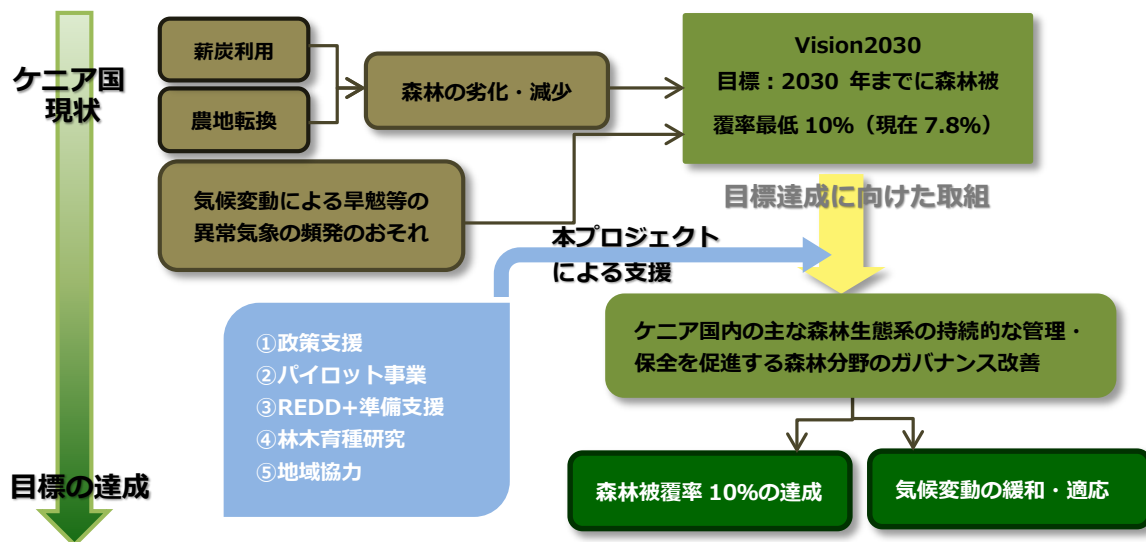 ケニア国
現状
薪炭利用
農地転換
森林の劣化・減少
気候変動による旱魃等の
異常気象の頻発のおそれ
Vision2030
目標：2030 年までに森林被
覆率最低 10%（現在 7.8%）
目標達成に向けた取組
本プロジェクト
による支援
①政策支援
②パイロット事業
③REDD+準備支援
④林木育種研究
⑤地域協力
ケニア国内の主な森林生態系の持続的な管理・
保全を促進する森林分野のガバナンス改善
森林被覆率 10%の達成
気候変動の緩和・適応
目標の達成